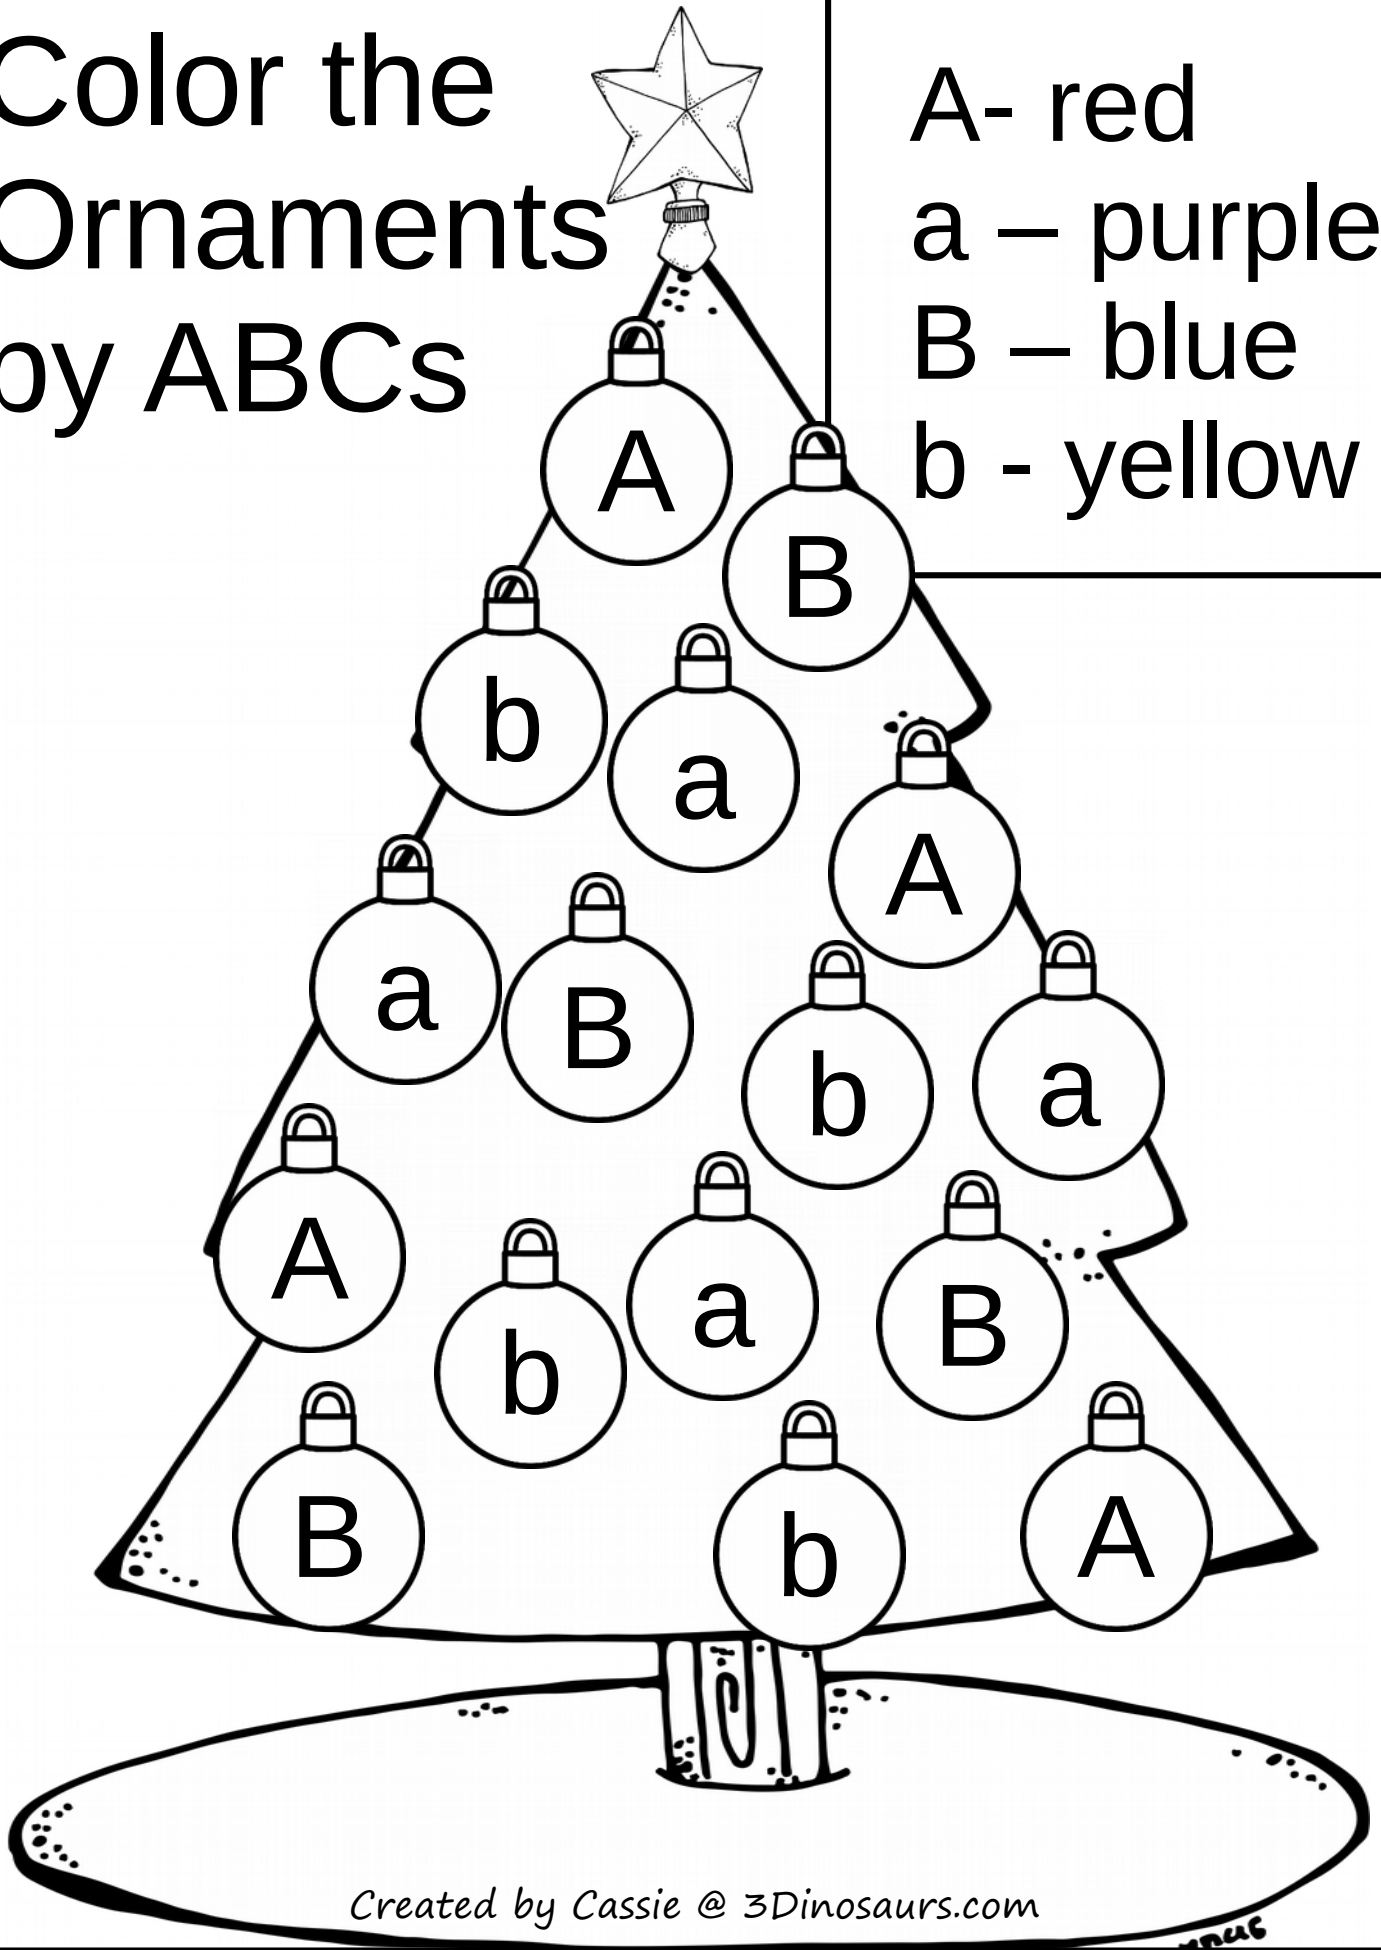 Color the
Ornaments
by ABCs
A- red
a – purple
B – blue
b - yellow
A
B
b
a
A
a
B
b
a
A
b
a
B
B
b
A
Created by Cassie @ 3Dinosaurs.com